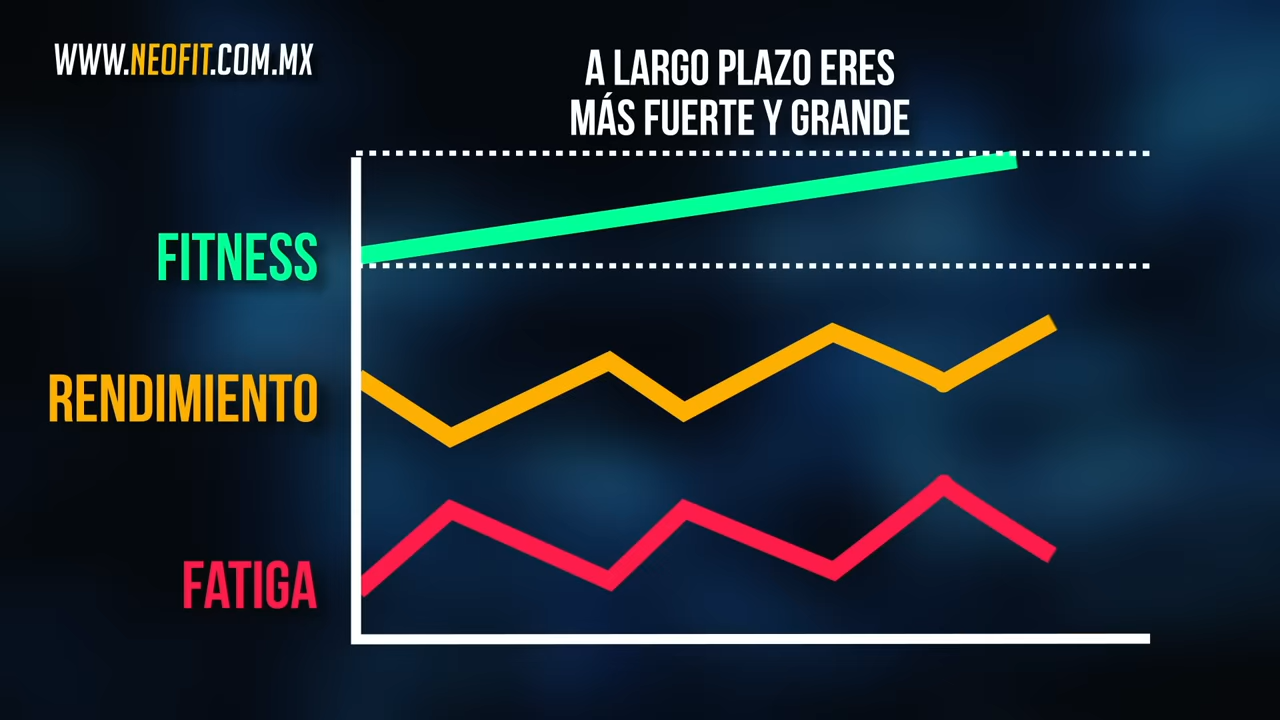 WWW.NEOFIT.COM.MX
A LARGO PLAZO ERES
MÁS FUERTE Y GRANDE
FITNESS
RENDIMIENTO
FATIGA